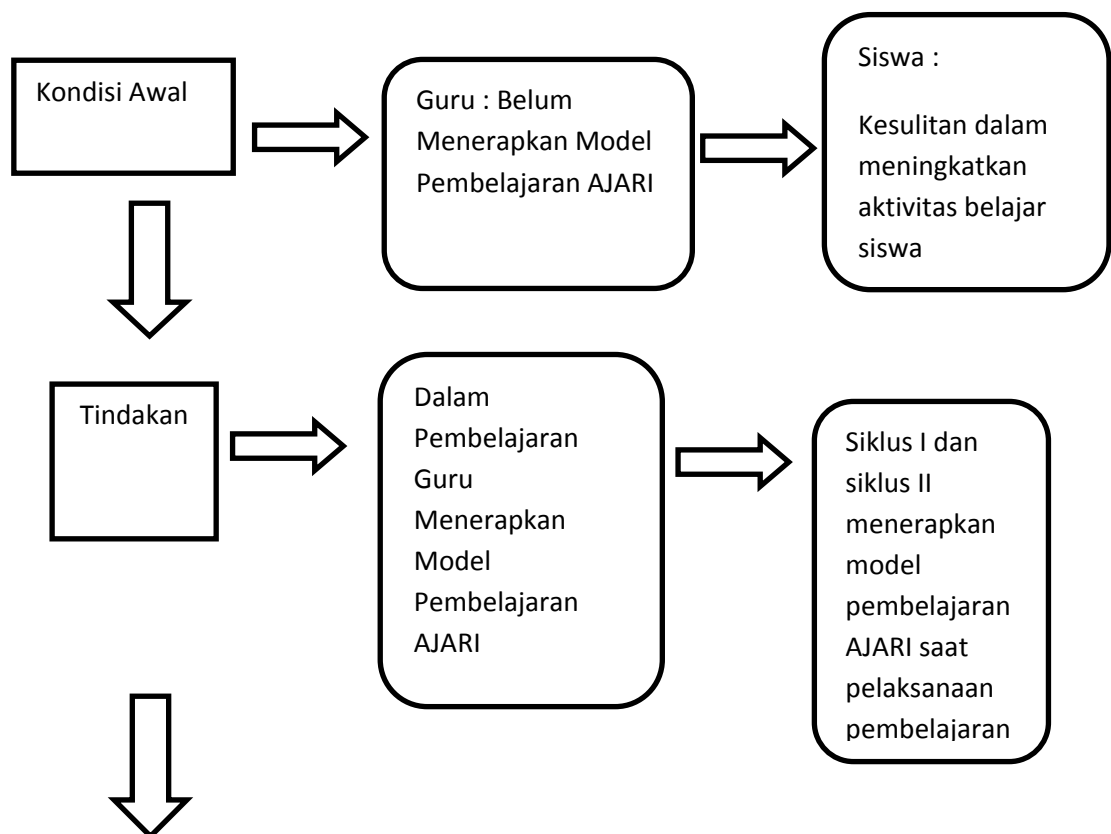 Kondisi Awal
Guru : Belum
Menerapkan Model
Pembelajaran AJARI
Siswa :
Kesulitan dalam
meningkatkan
aktivitas belajar
siswa
Tindakan
Dalam
Pembelajaran
Guru
Menerapkan
Model
Pembelajaran
AJARI
Siklus I dan
siklus II
menerapkan
model
pembelajaran
AJARI saat
pelaksanaan
pembelajaran